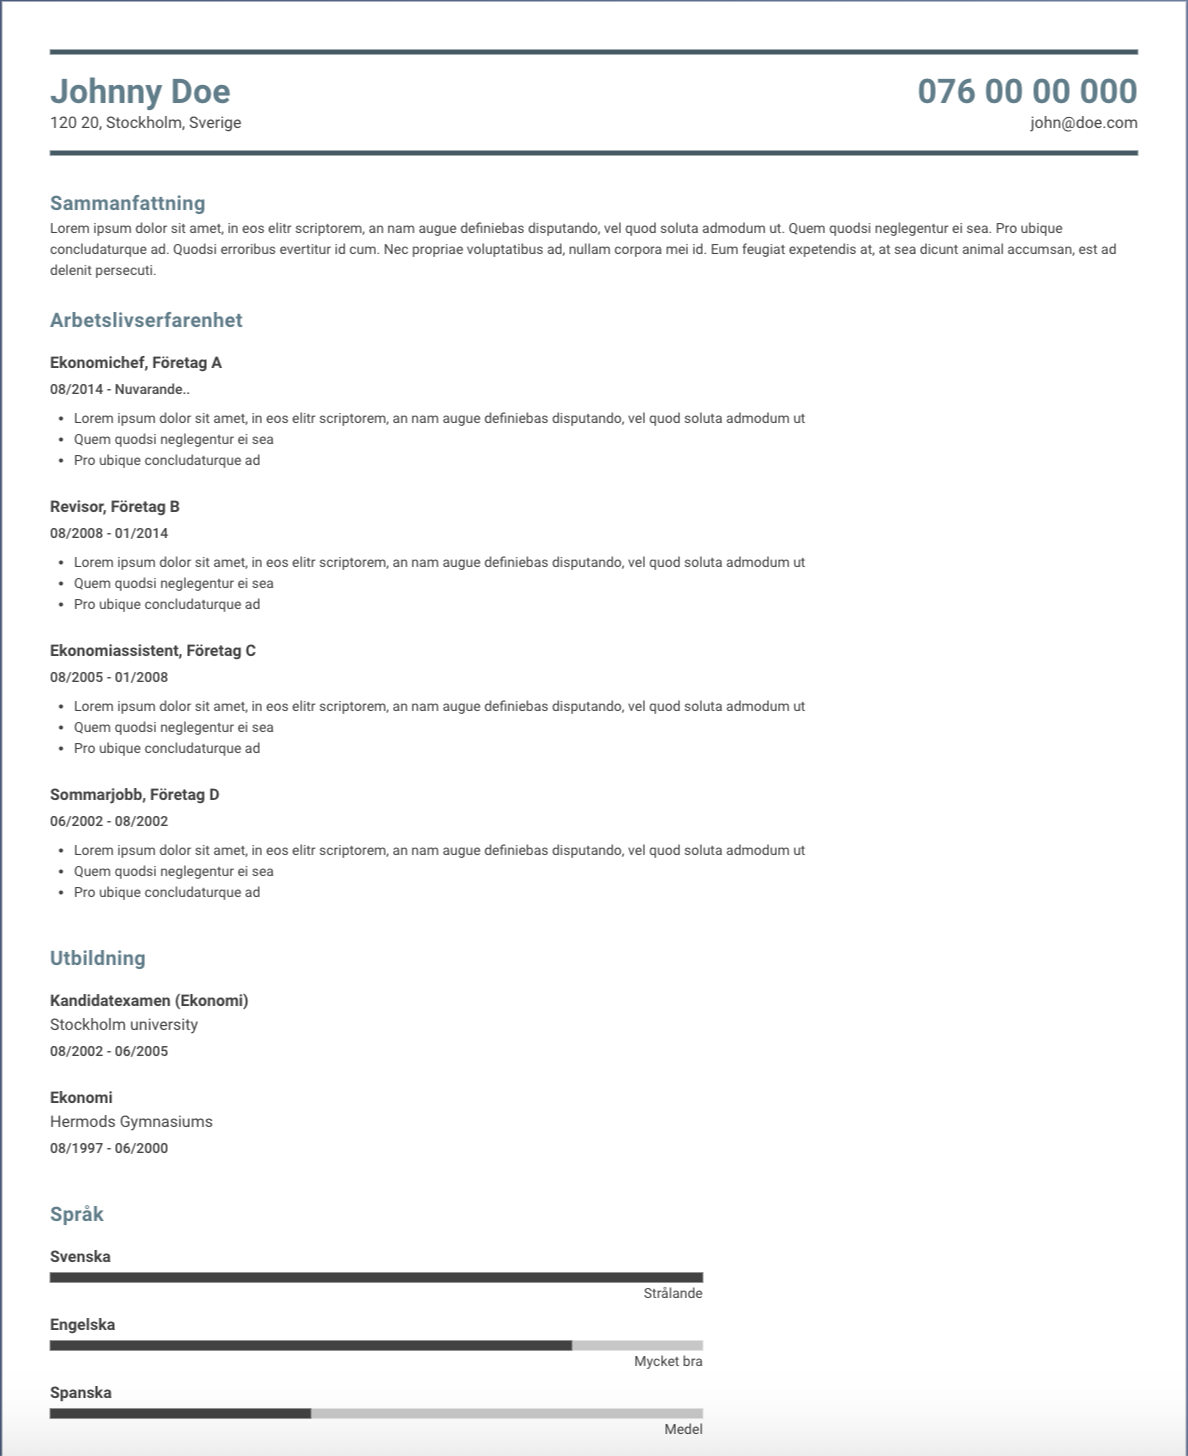 Johnny Doe
076 00 00 000
120 20, Stockholm, Sverige
john@doe.com
Sammanfattning
Lorem ipsum dolor sit amet, in eos elitr scriptorem, an nam augue definiebas disputando, vel quod soluta admodum ut. Quem quodsi neglegentur ei sea. Pro ubique
concludaturque ad. Quodsi erroribus evertitur id cum. Nec propriae voluptatibus ad, nullam corpora mei id. Eum feugiat expetendis at, at sea dicunt animal accumsan, est ad
delenit persecuti.
Arbetslivserfarenhet
Ekonomichef, Företag A
08/2014 - Nuvarande..
• Lorem ipsum dolor sit amet, in eos elitr scriptorem, an nam augue definiebas disputando, vel quod soluta admodum ut
• Quem quodsi neglegentur ei sea
• Pro ubique concludaturque ad
Revisor, Företag B
08/2008 - 01/2014
• Lorem ipsum dolor sit amet, in eos elitr scriptorem, an nam augue definiebas disputando, vel quod soluta admodum ut
• Quem quodsi neglegentur ei sea
• Pro ubique concludaturque ad
Ekonomiassistent, Företag C
08/2005 - 01/2008
• Lorem ipsum dolor sit amet, in eos elitr scriptorem, an nam augue definiebas disputando, vel quod soluta admodum ut
• Quem quodsi neglegentur ei sea
• Pro ubique concludaturque ad
Sommarjobb, Företag D
06/2002 - 08/2002
• Lorem ipsum dolor sit amet, in eos elitr scriptorem, an nam augue definiebas disputando, vel quod soluta admodum ut
• Quem quodsi neglegentur ei sea
• Pro ubique concludaturque ad
Utbildning
Kandidatexamen (Ekonomi)
Stockholm university
08/2002 - 06/2005
Ekonomi
Hermods Gymnasiums
08/1997 - 06/2000
Språk
Svenska
Strålande
Engelska
Mycket bra
Spanska
Medel